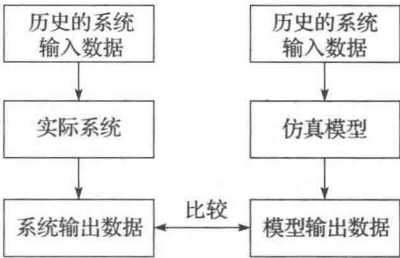 历史的系统
输入数据
历史的系统
输入数据
实际系统
仿真模型
系统输出数据
比较
模型输出数据